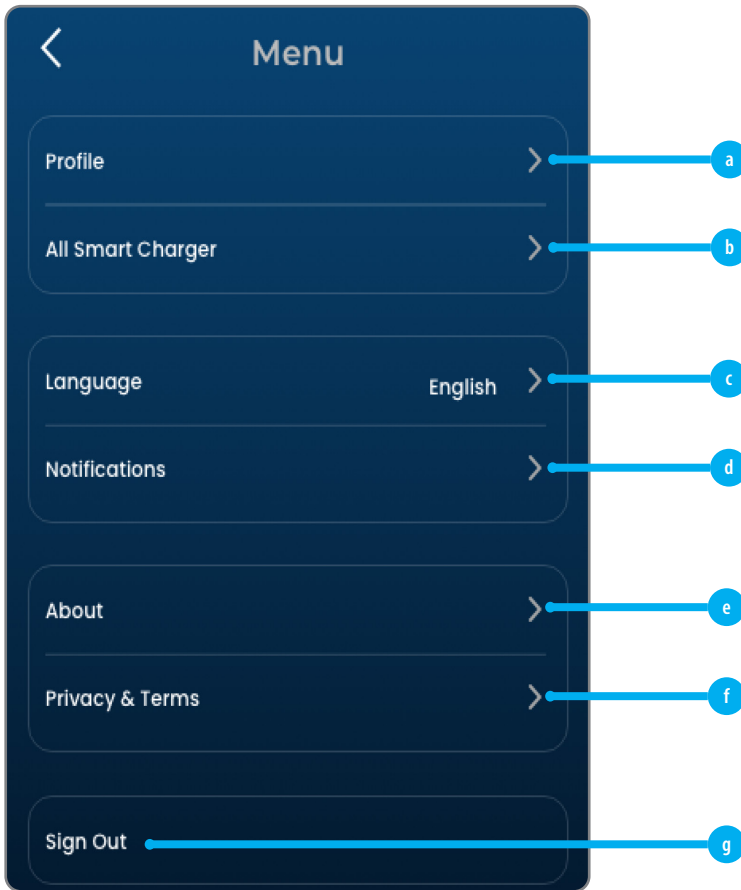 Menu
Profile
a
All Smart Charger
b
Language English
c
Notifications
d
About
e
Privacy & Terms
f
Sign Out
g